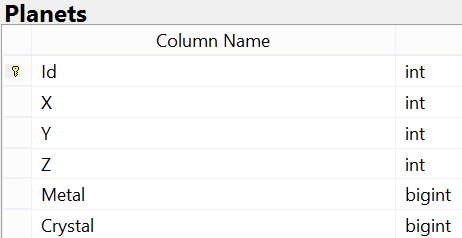 Planets
Column Name
Id int
X int
Y int
Z int
Metal bigint
Crystal bigint